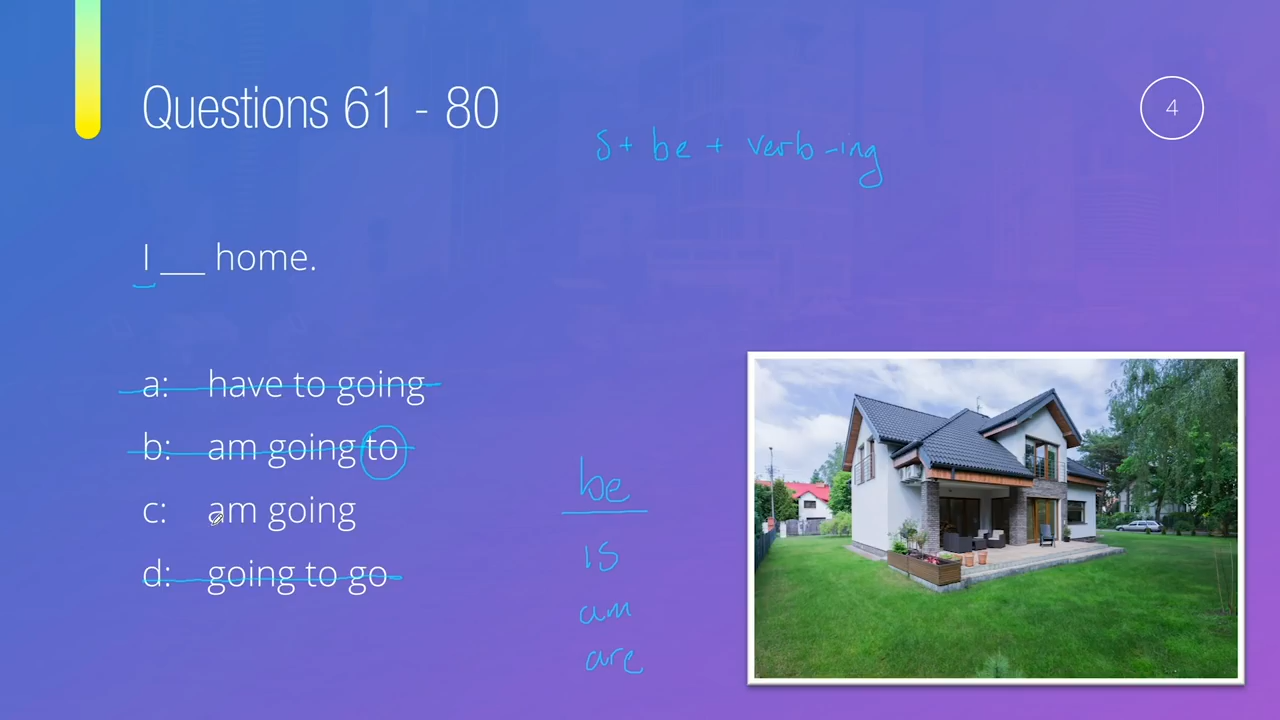 Questions 61 - 80
4
S + be + verb -ing
I ___ home.
a: have to going
b: am going to
c: am going
d: going to go
be
is
am
are